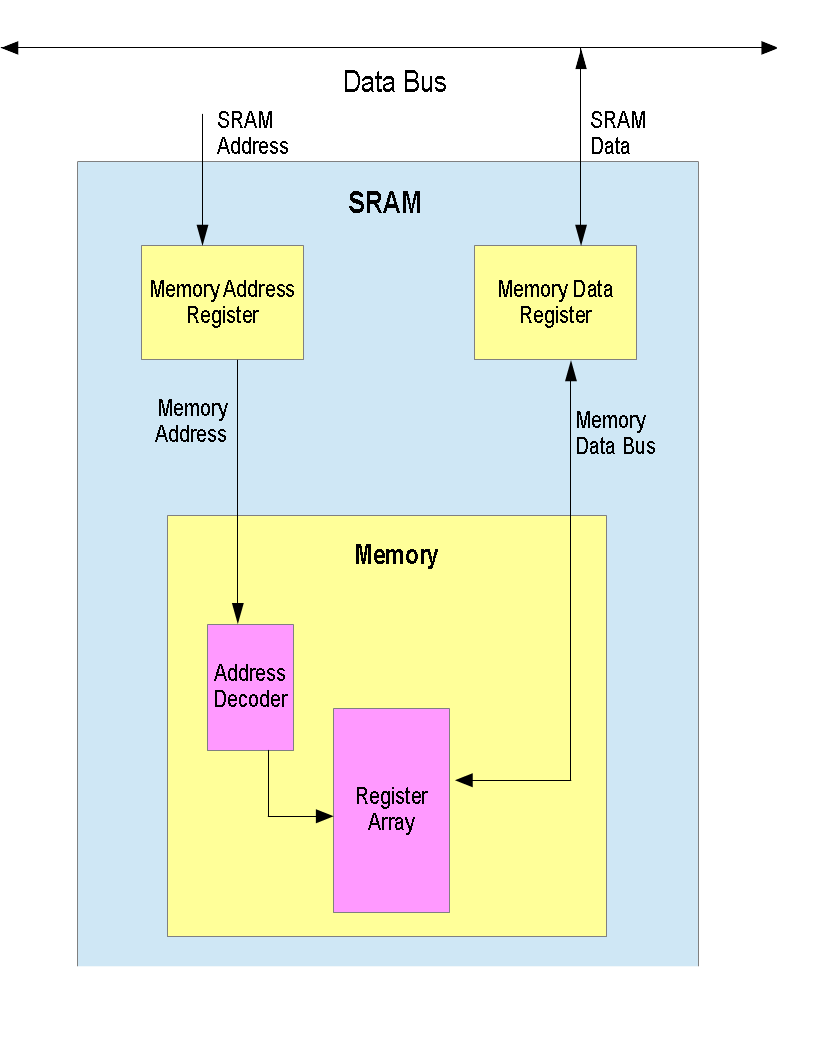 Data Bus
SRAM
Address
SRAM
Data
SRAM
Memory Address
Register
Memory Data
Register
Memory
Address
Memory
Data Bus
Memory
Address
Decoder
Register
Array